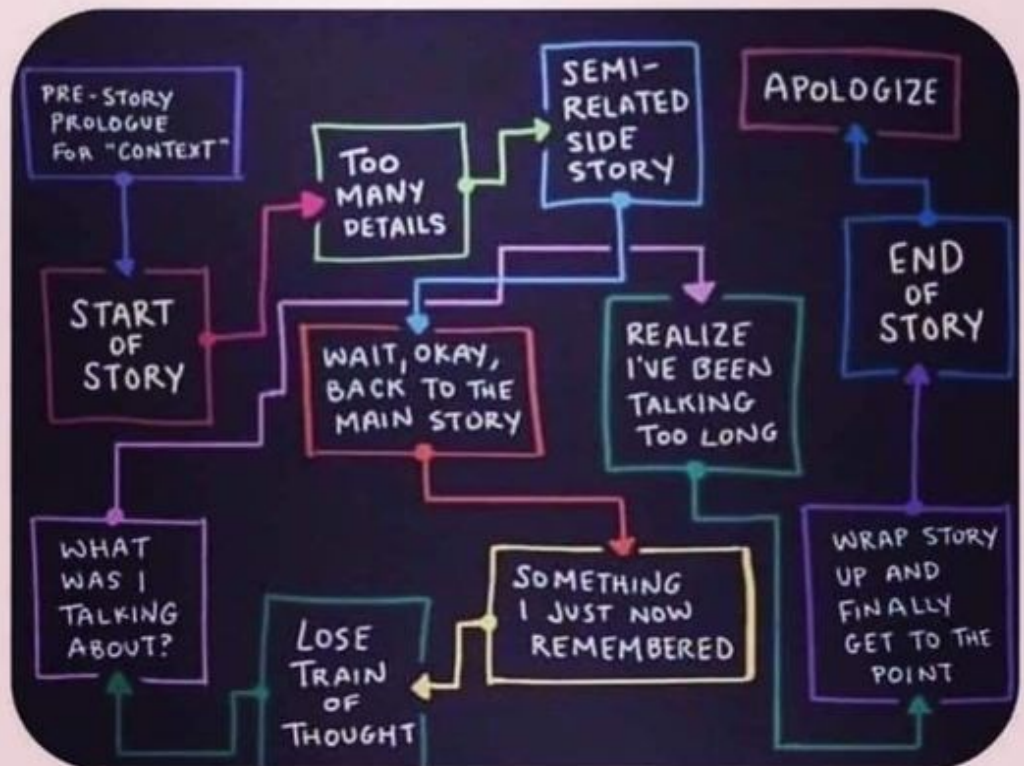 PRE-STORY
PROLOGUE
FOR "CONTEXT"
START
OF
STORY
TOO
MANY
DETAILS
SEMI-
RELATED
SIDE
STORY
WAIT, OKAY,
BACK TO THE
MAIN STORY
SOMETHING
I JUST NOW
REMEMBERED
LOSE
TRAIN
OF
THOUGHT
WHAT
WAS I
TALKING
ABOUT?
REALIZE
I'VE BEEN
TALKING
TOO LONG
WRAP STORY
UP AND
FINALLY
GET TO THE
POINT
END
OF
STORY
APOLOGIZE